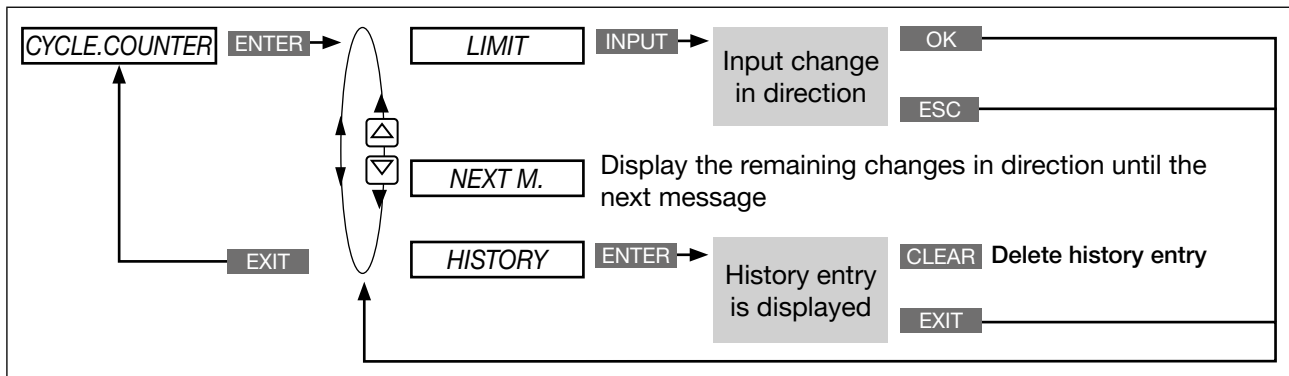 CYCLE.COUNTER ENTER LIMIT INPUT
Input change
in direction
OK
ESC
NEXT M. Display the remaining changes in direction until the
next message
EXIT HISTORY ENTER
History entry
is displayed
CLEAR Delete history entry
EXIT